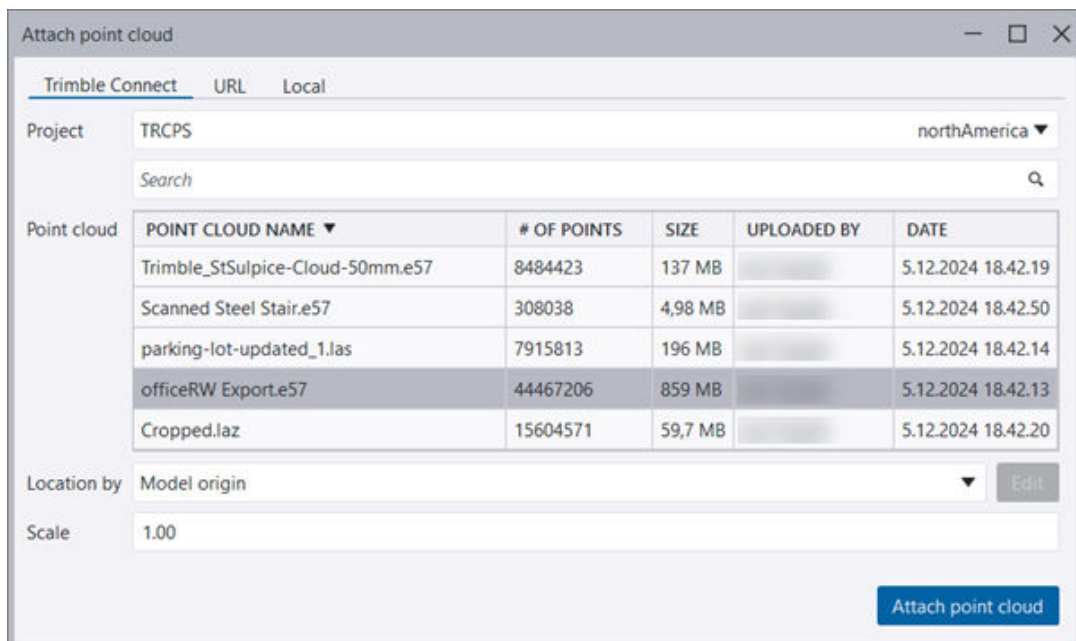 Attach point cloud
Trimble Connect URL Local
Project TRCPS northAmerica
Search
Point cloud POINT CLOUD NAME # OF POINTS SIZE UPLOADED BY DATE
Trimble_StSulpice-Cloud-50mm.e57 8484423 137 MB 5.12.2024 18.42.19
Scanned Steel Stair.e57 308038 4,98 MB 5.12.2024 18.42.50
parking-lot-updated_1.las 7915813 196 MB 5.12.2024 18.42.14
officeRW Export.e57 44467206 859 MB 5.12.2024 18.42.13
Cropped.laz 15604571 59,7 MB 5.12.2024 18.42.20
Location by Model origin Edit
Scale 1.00
Attach point cloud